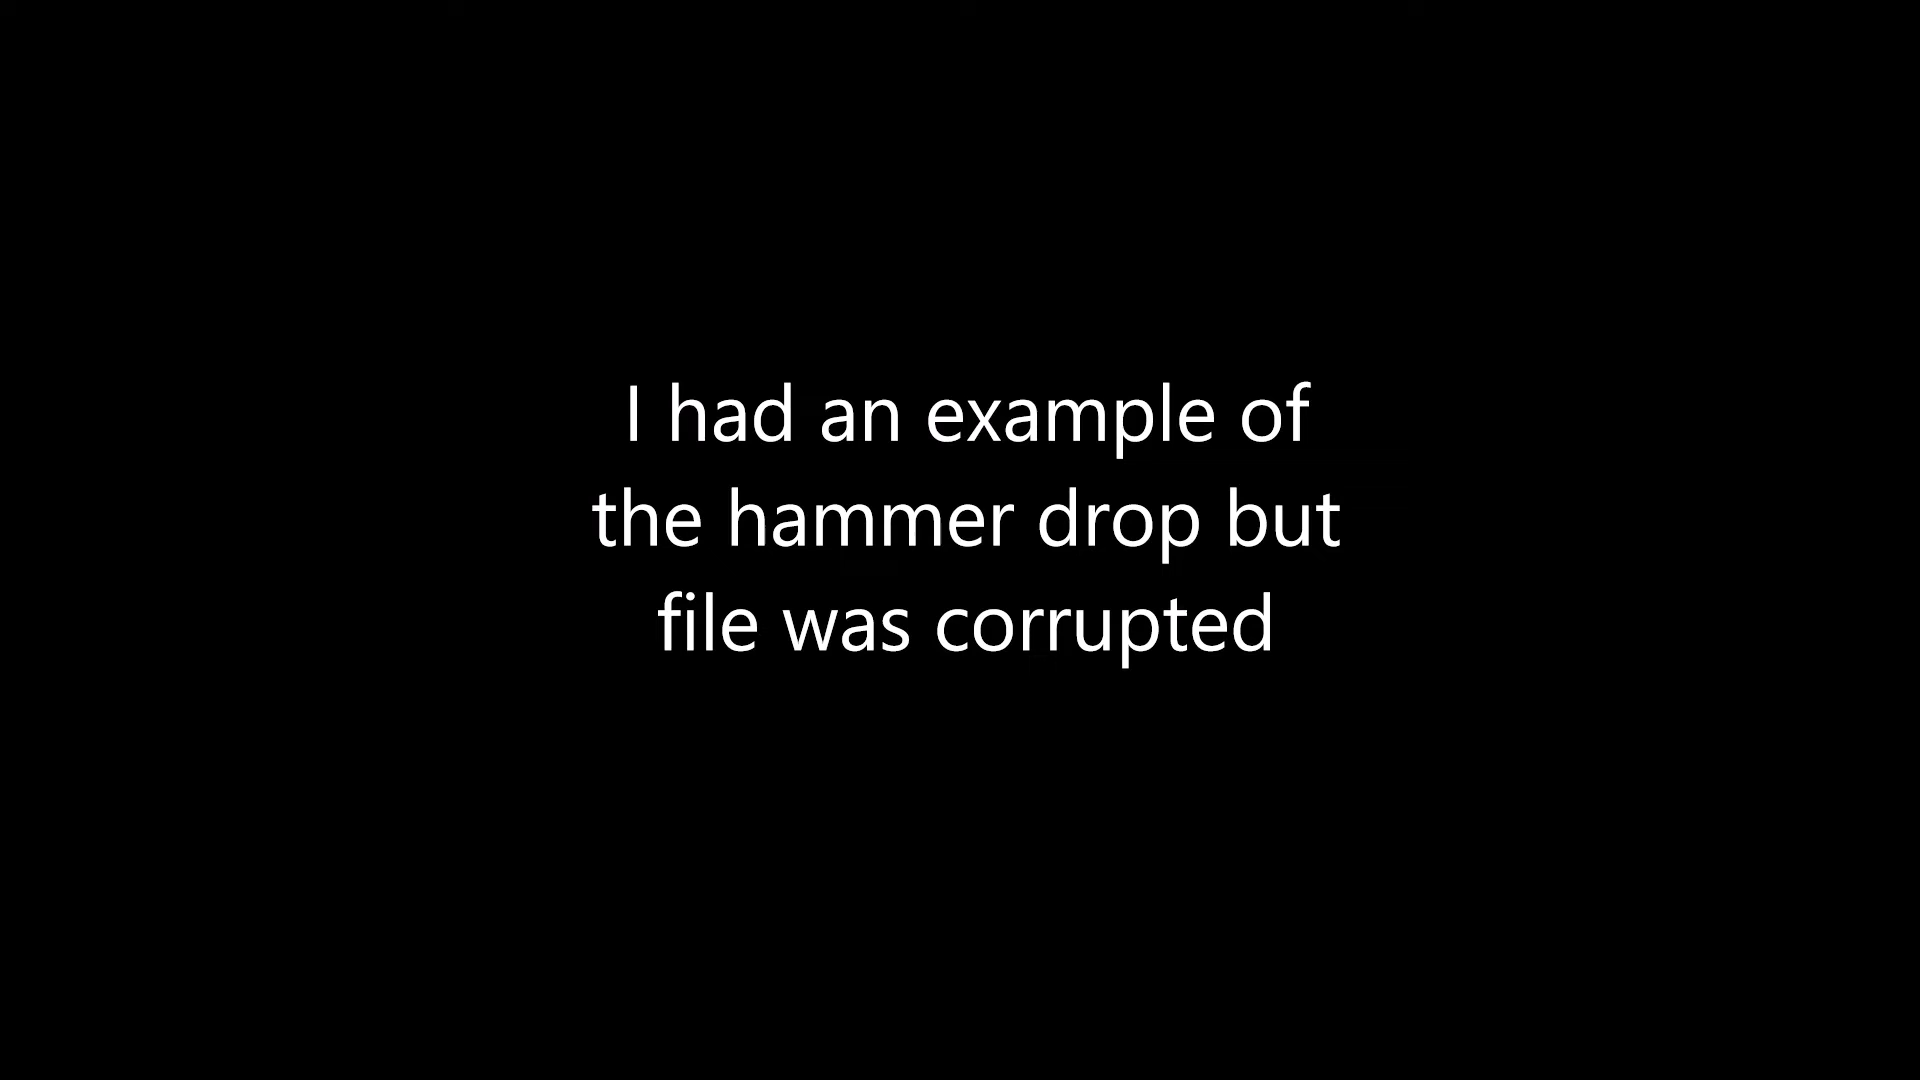 I had an example of
the hammer drop but
file was corrupted